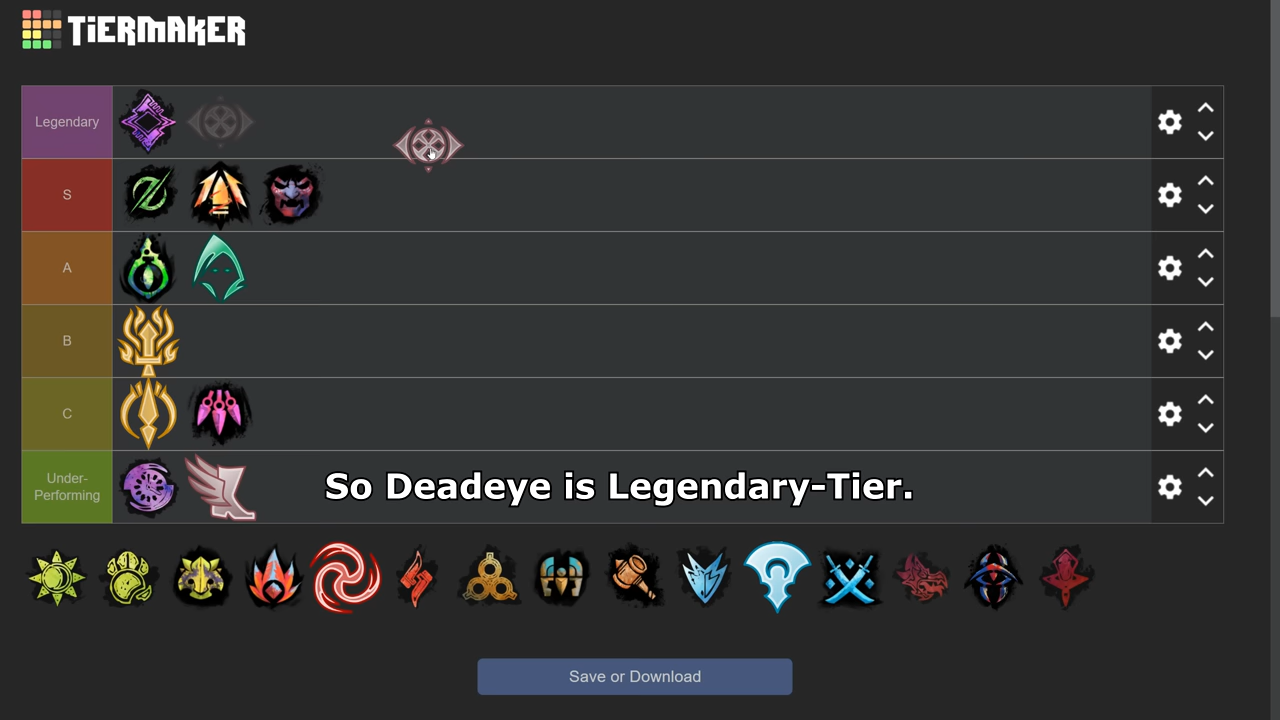 TiERMAKER
Legendary
S
A
B
C
Under-
Performing
So Deadeye is Legendary-Tier.
Save or Download